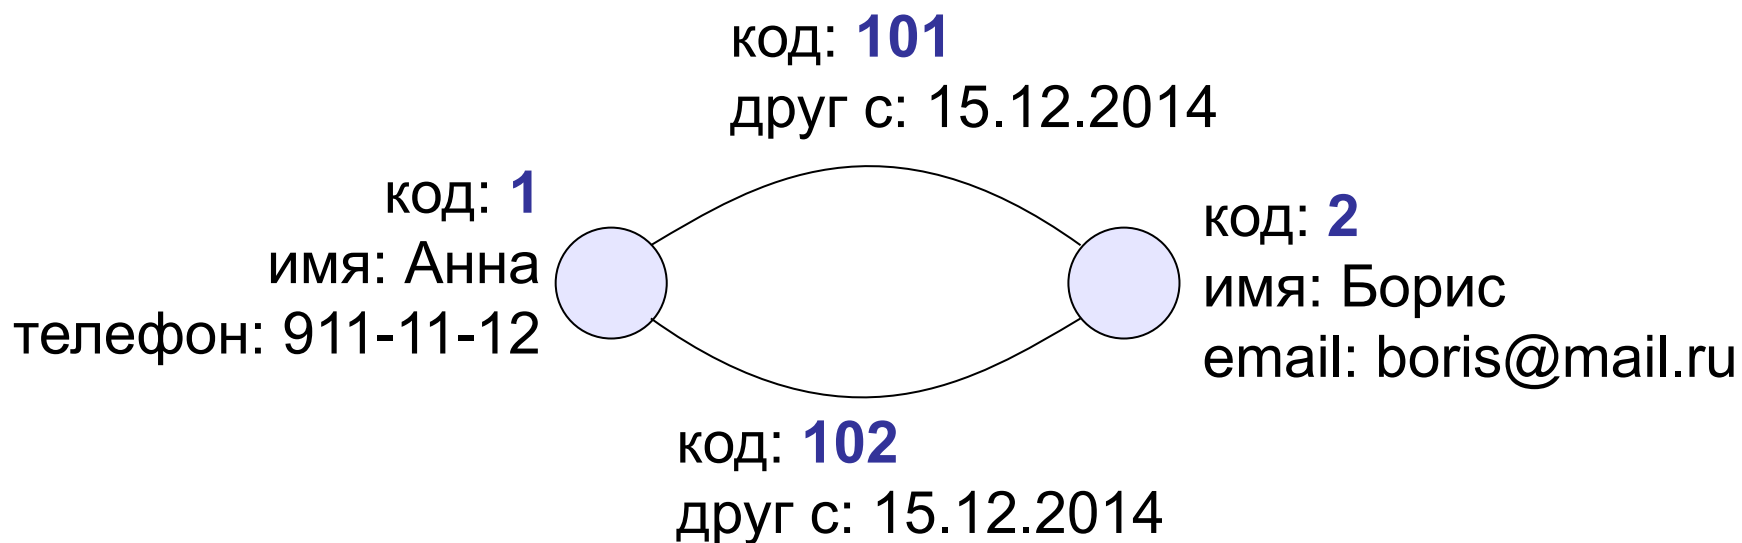 код: 101
друг с: 15.12.2014
код: 1
имя: Анна
телефон: 911-11-12
код: 2
имя: Борис
email: boris@mail.ru
код: 102
друг с: 15.12.2014